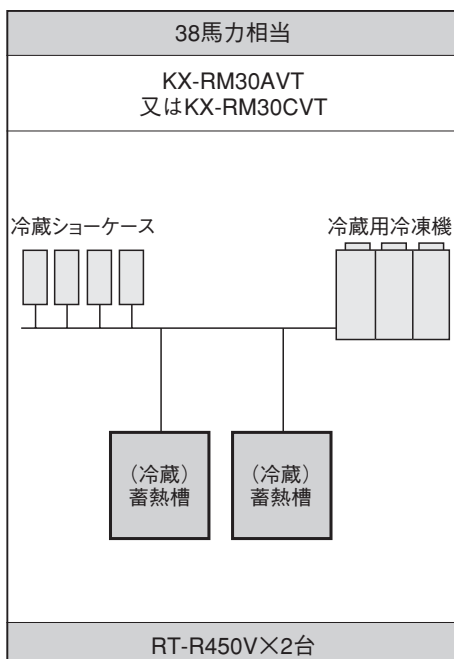 38馬力相当
KX-RM30AVT
又はKX-RM30CVT
冷蔵ショーケース
冷蔵用冷凍機
（冷蔵）
蓄熱槽
（冷蔵）
蓄熱槽
RT-R450V×2台